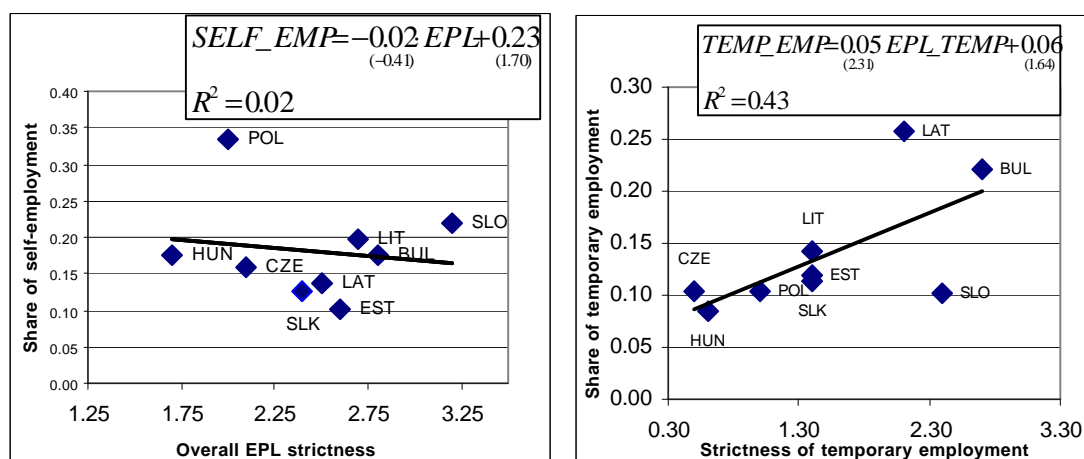 SELF_EMP=−0.02·EPL+0.23
(−0.41) (1.70)
R² = 0.02
0.40
0.35
0.30
0.25
0.20
0.15
0.10
0.05
0.00
Share of self-employment
POL
SLO
LIT
HUN
CZE
BUL
LAT
SLK
EST
1.25 1.75 2.25 2.75 3.25
Overall EPL strictness
TEMP_EMP=0.05 EPL_TEMP+0.06
(2.31) (1.64)
R² = 0.43
0.30
0.25
0.20
0.15
0.10
0.05
0.00
Share of temporary employment
LAT
BUL
LIT
CZE
EST
POL
SLO
SLK
HUN
0.30 1.30 2.30 3.30
Strictness of temporary employment